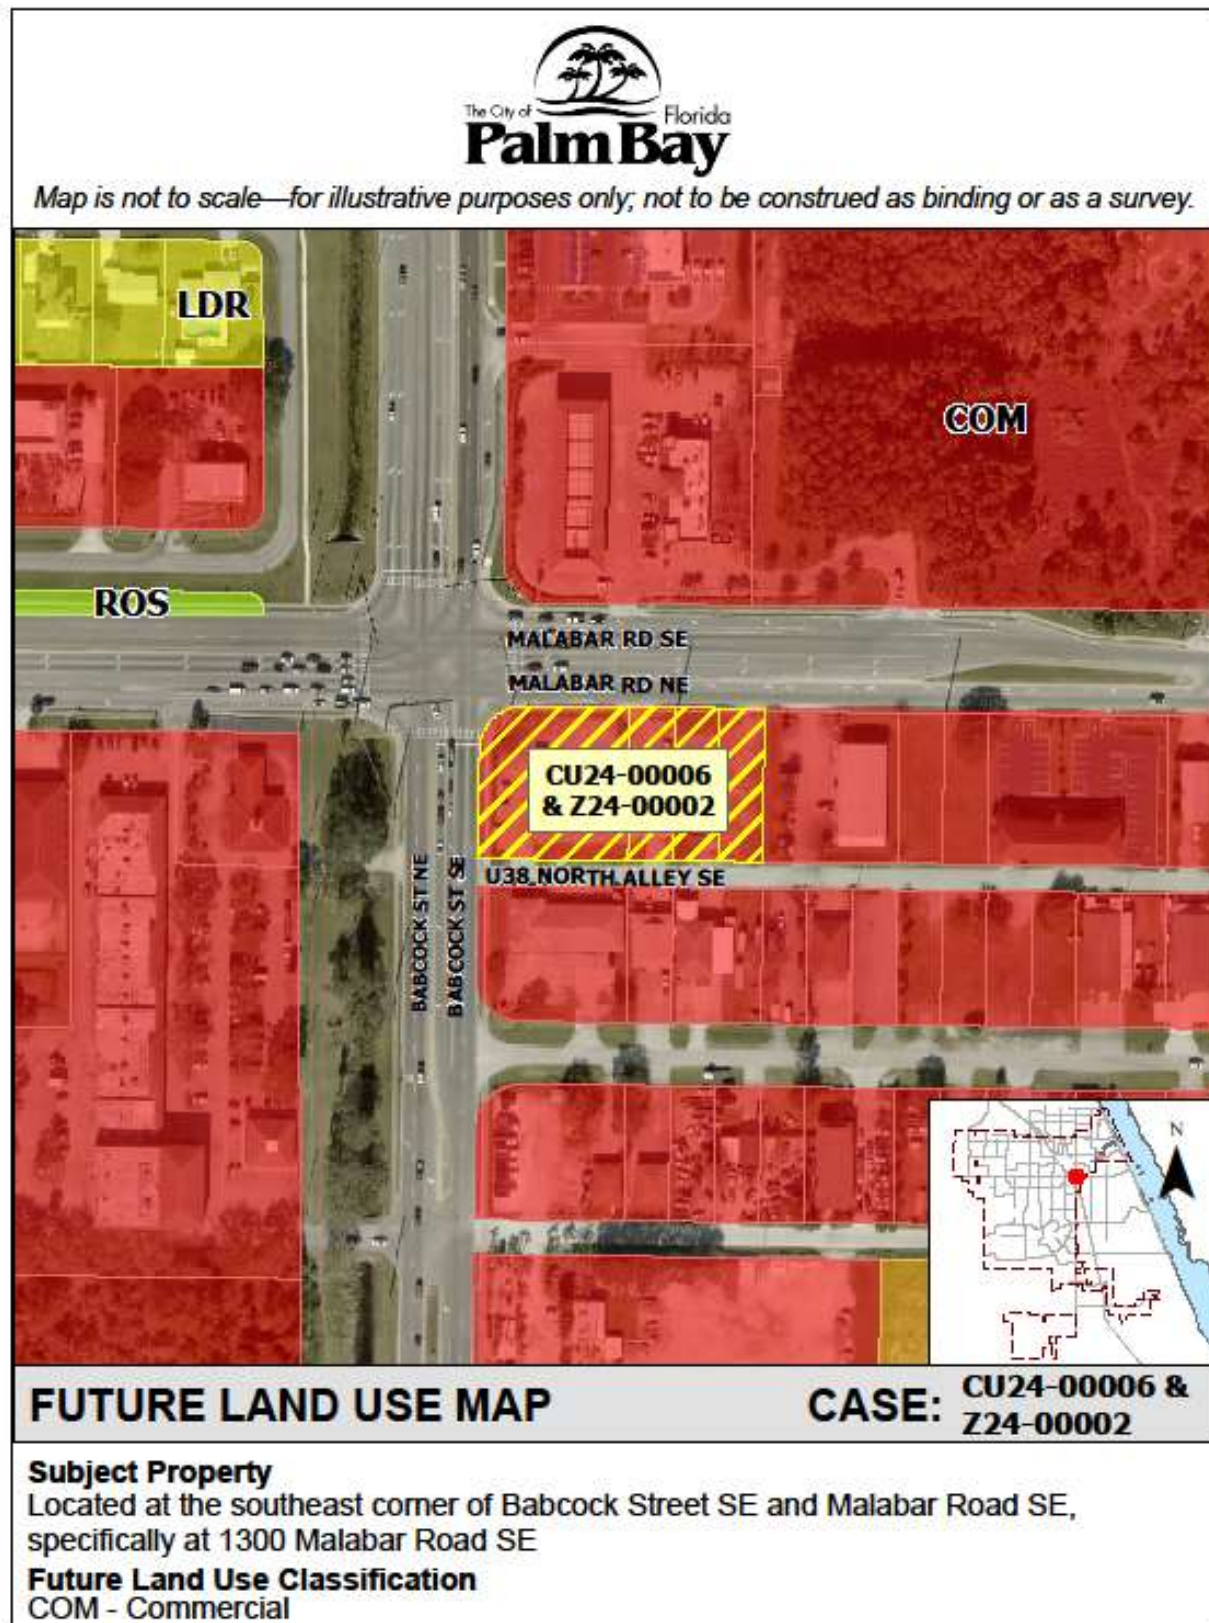 The City of Florida
Palm Bay
Map is not to scale—for illustrative purposes only; not to be construed as binding or as a survey.
LDR
COM
ROS
MALABAR RD SE
MALABAR RD NE
CU24-00006
& Z24-00002
U38 NORTH ALLEY SE
BABCOCK ST NE
BABCOCK ST SE
N
FUTURE LAND USE MAP
CASE: CU24-00006 &
Z24-00002
Subject Property
Located at the southeast corner of Babcock Street SE and Malabar Road SE,
specifically at 1300 Malabar Road SE
Future Land Use Classification
COM - Commercial